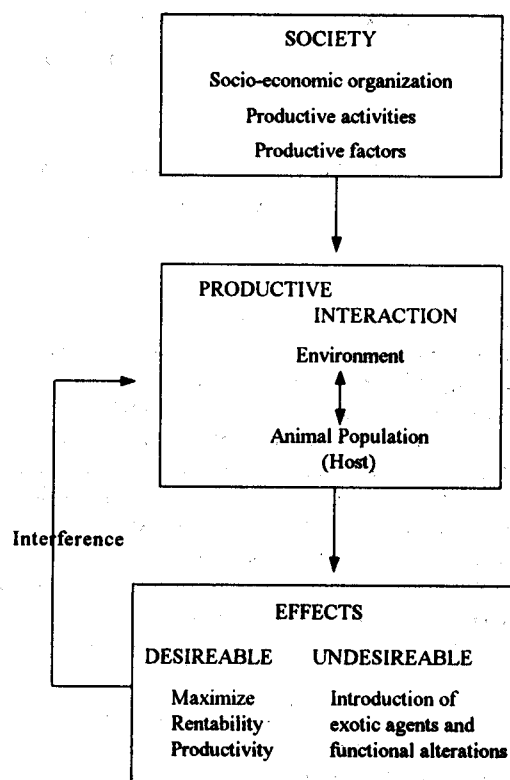 SOCIETY
Socio-economic organization
Productive activities
Productive factors
PRODUCTIVE
INTERACTION
Environment
Animal Population
(Host)
Interference
EFFECTS
DESIREABLE UNDESIREABLE
Maximize Introduction of
Rentability exotic agents and
Productivity functional alterations